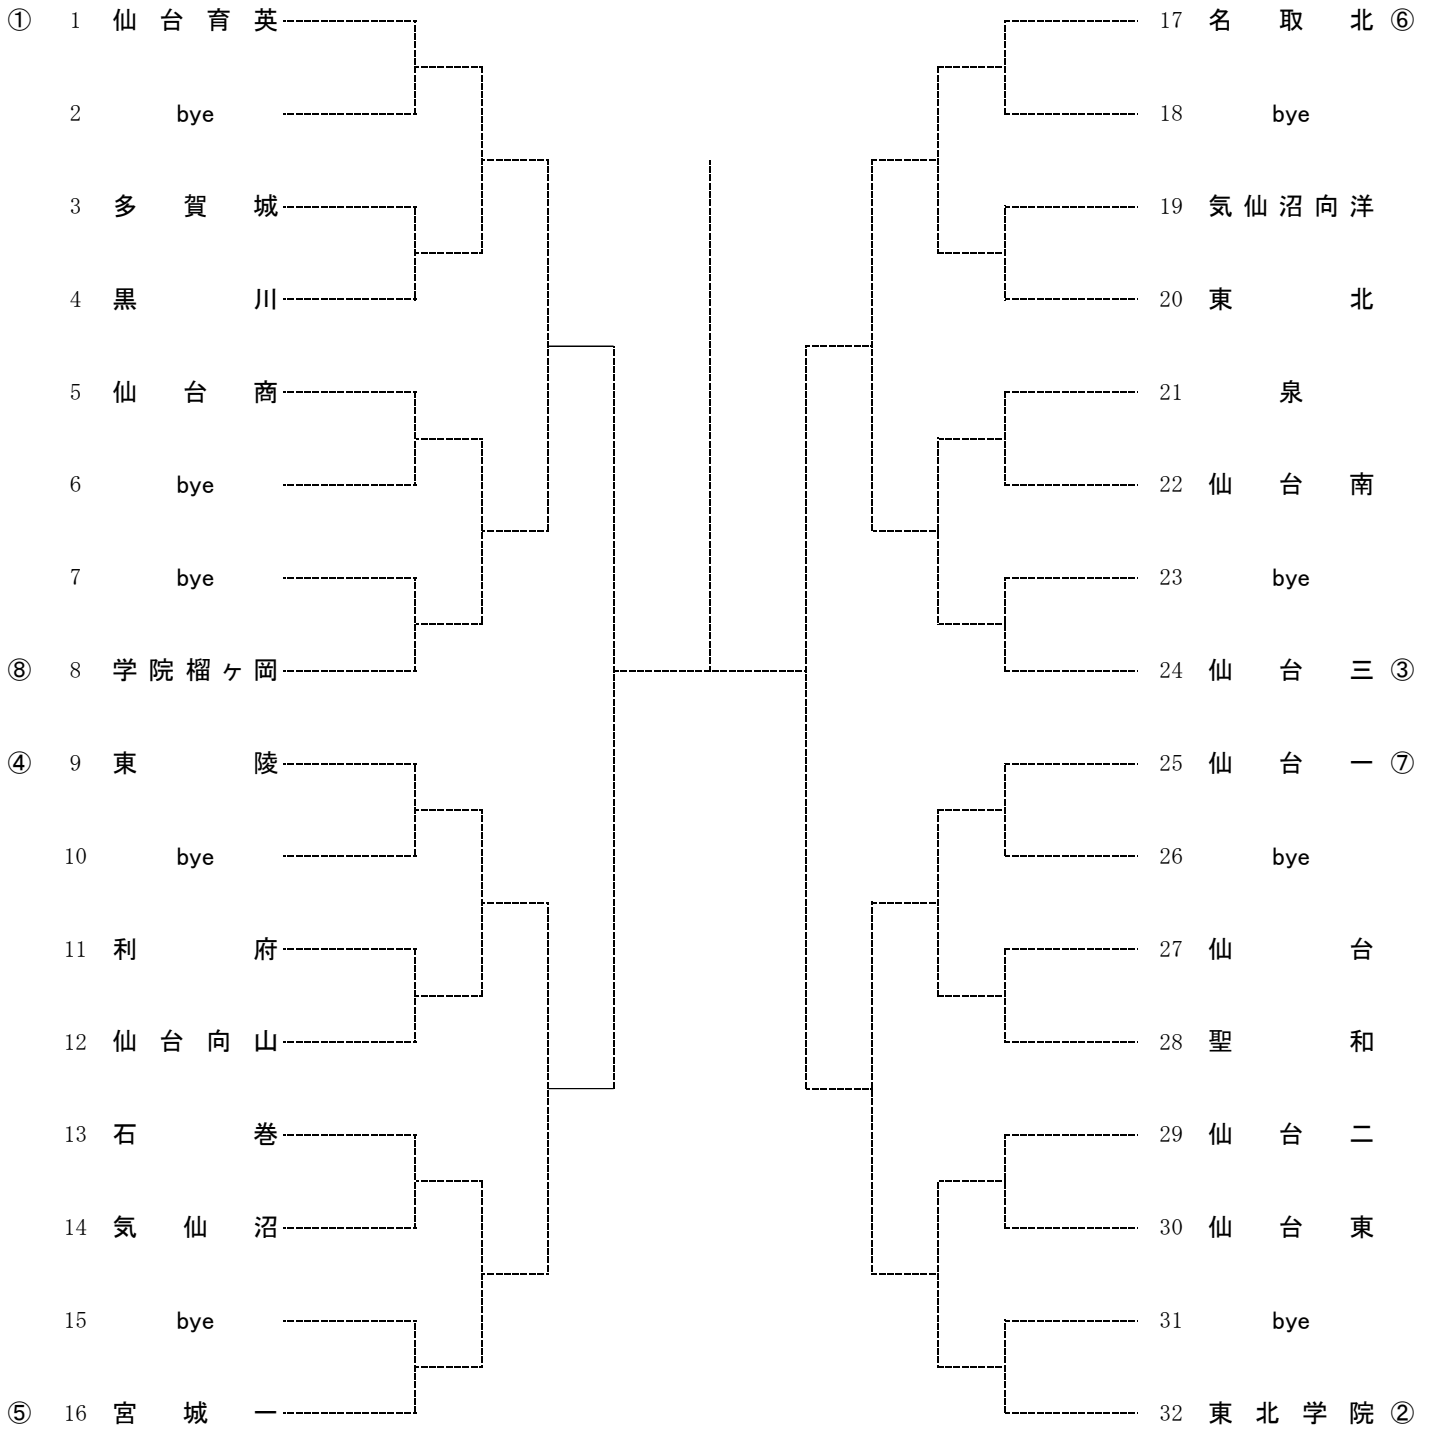 ① 1 仙台育英
2 bye
3 多賀城
4 黒川
5 仙台商
6 bye
7 bye
⑧ 8 学院榴ヶ岡
④ 9 東陵
10 bye
11 利府
12 仙台向山
13 石巻
14 気仙沼
15 bye
⑤ 16 宮城一
17 名取北 ⑥
18 bye
19 気仙沼向洋
20 東北
21 泉
22 仙台南
23 bye
24 仙台三 ③
25 仙台一 ⑦
26 bye
27 仙台
28 聖和
29 仙台二
30 仙台東
31 bye
32 東北学院 ②